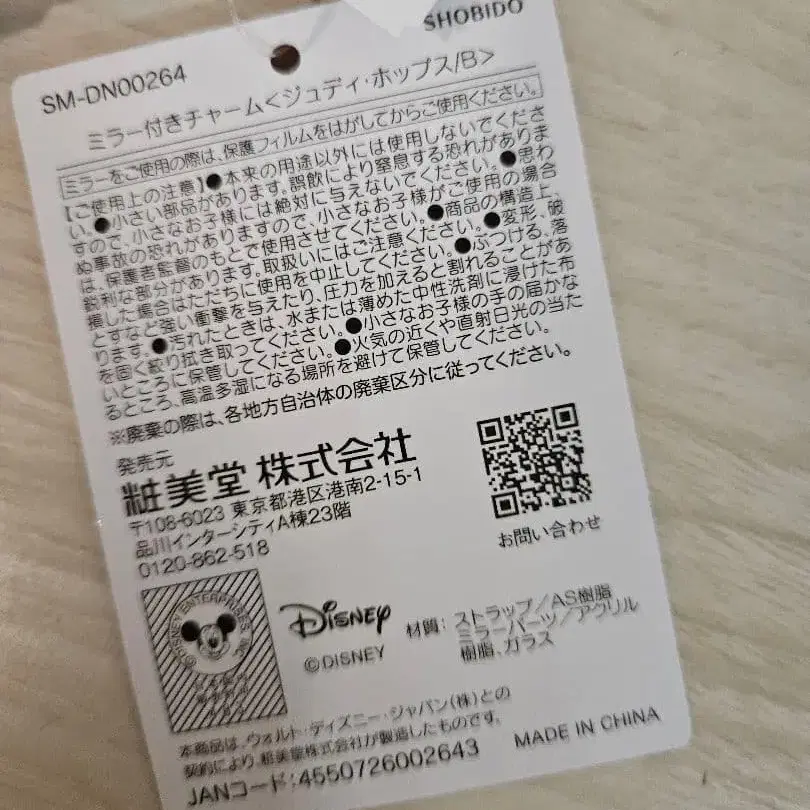 SHOBIDO
SM-DN00264
ミラー付きチャーム<ジュディ・ホップス/B>
ミラーをご使用の際は、保護フィルムをはがしてからご使用ください。
【ご使用上の注意】●本来の用途以外には使用しないでくださ
い。●小さい部品があります。誤飲により窒息する恐れがありま
すので、小さなお子様には絶対に与えないでください。●思わ
ぬ事故の恐れがありますので、小さなお子様がご使用の場合
は、保護者監督のもとで使用させてください。●商品の構造上、
鋭利な部分があります。取扱いにはご注意ください。●変形、破
損した場合はただちに使用を中止してください。●ぶつける、落
とすなど強い衝撃を与えたり、圧力を加えると割れることがあ
ります。●汚れたときは、水または薄めた中性洗剤に浸けた布
を固く絞り拭き取ってください。●小さなお子様の手の届かな
いところに保管してください。●火気の近くや直射日光の当た
るところ、高温多湿になる場所を避けて保管してください。
※廃棄の際は、各地方自治体の廃棄区分に従ってください。
発売元
粧美堂 株式会社
〒108-6023 東京都港区港南2-15-1
品川インターシティA棟23階
0120-862-518
お問い合わせ
©DISNEY ENTERPRISES, INC.
Disney
©DISNEY
材質:ストラップ/AS樹脂
ミラーパーツ/アクリル
樹脂、ガラス
本商品は、ウォルト・ディズニー・ジャパン(株)との
契約により、粧美堂株式会社が製造したものです。
JANコード:4550726002643
MADE IN CHINA